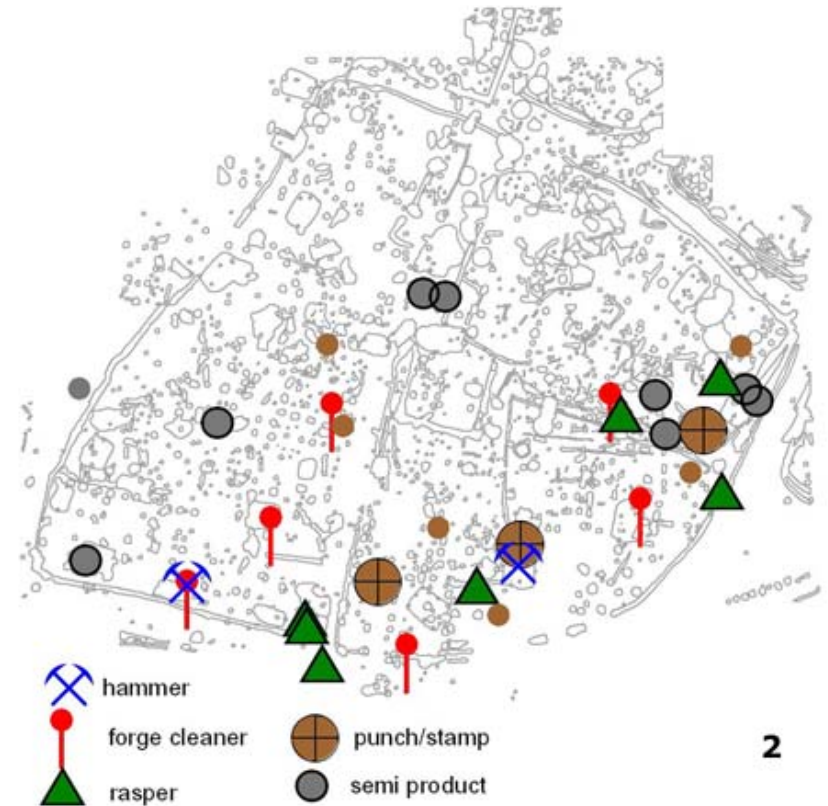 hammer
forge cleaner
rasper
punch/stamp
semi product
2